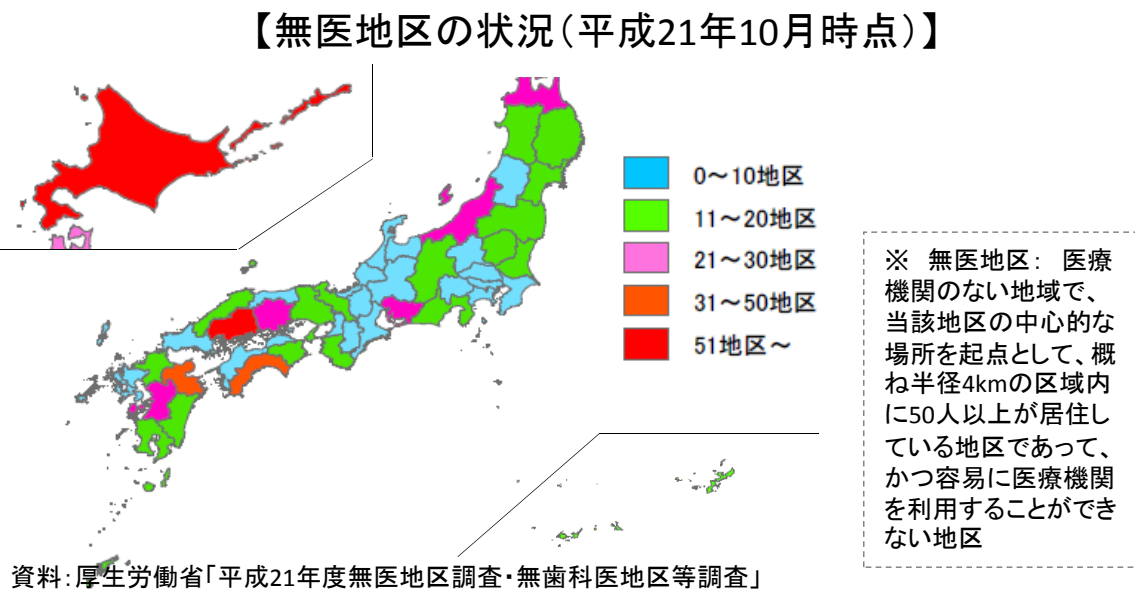 【無医地区の状況（平成21年10月時点）】
0～10地区
11～20地区
21～30地区
31～50地区
51地区～
※　無医地区：　医療
機関のない地域で、
当該地区の中心的な
場所を起点として、概
ね半径4kmの区域内
に50人以上が居住し
ている地区であって、
かつ容易に医療機関
を利用することができ
ない地区
資料：厚生労働省「平成21年度無医地区調査・無歯科医地区等調査」